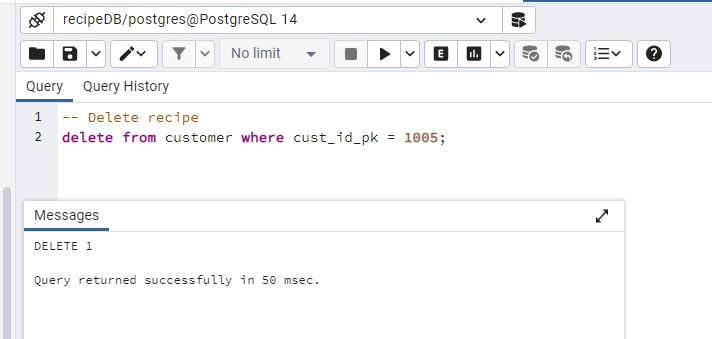 recipeDB/postgres@PostgreSQL 14
No limit
E
Query Query History
1 -- Delete recipe
2 delete from customer where cust_id_pk = 1005;
Messages
DELETE 1
Query returned successfully in 50 msec.